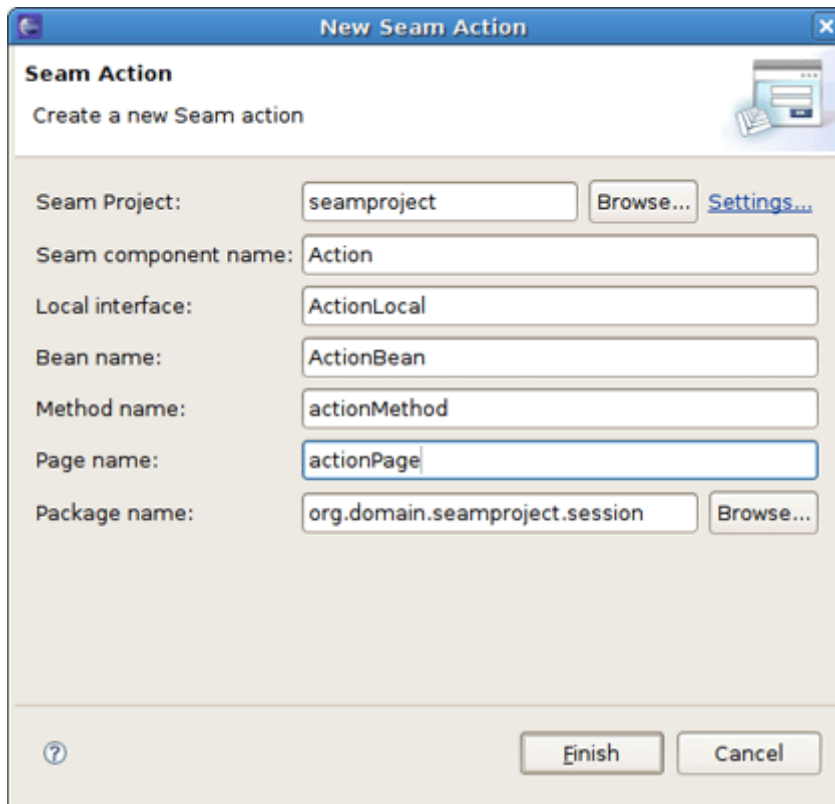 New Seam Action
Seam Action
Create a new Seam action
Seam Project: seamproject Browse... Settings...
Seam component name: Action
Local interface: ActionLocal
Bean name: ActionBean
Method name: actionMethod
Page name: actionPage
Package name: org.domain.seamproject.session Browse...
? Finish Cancel